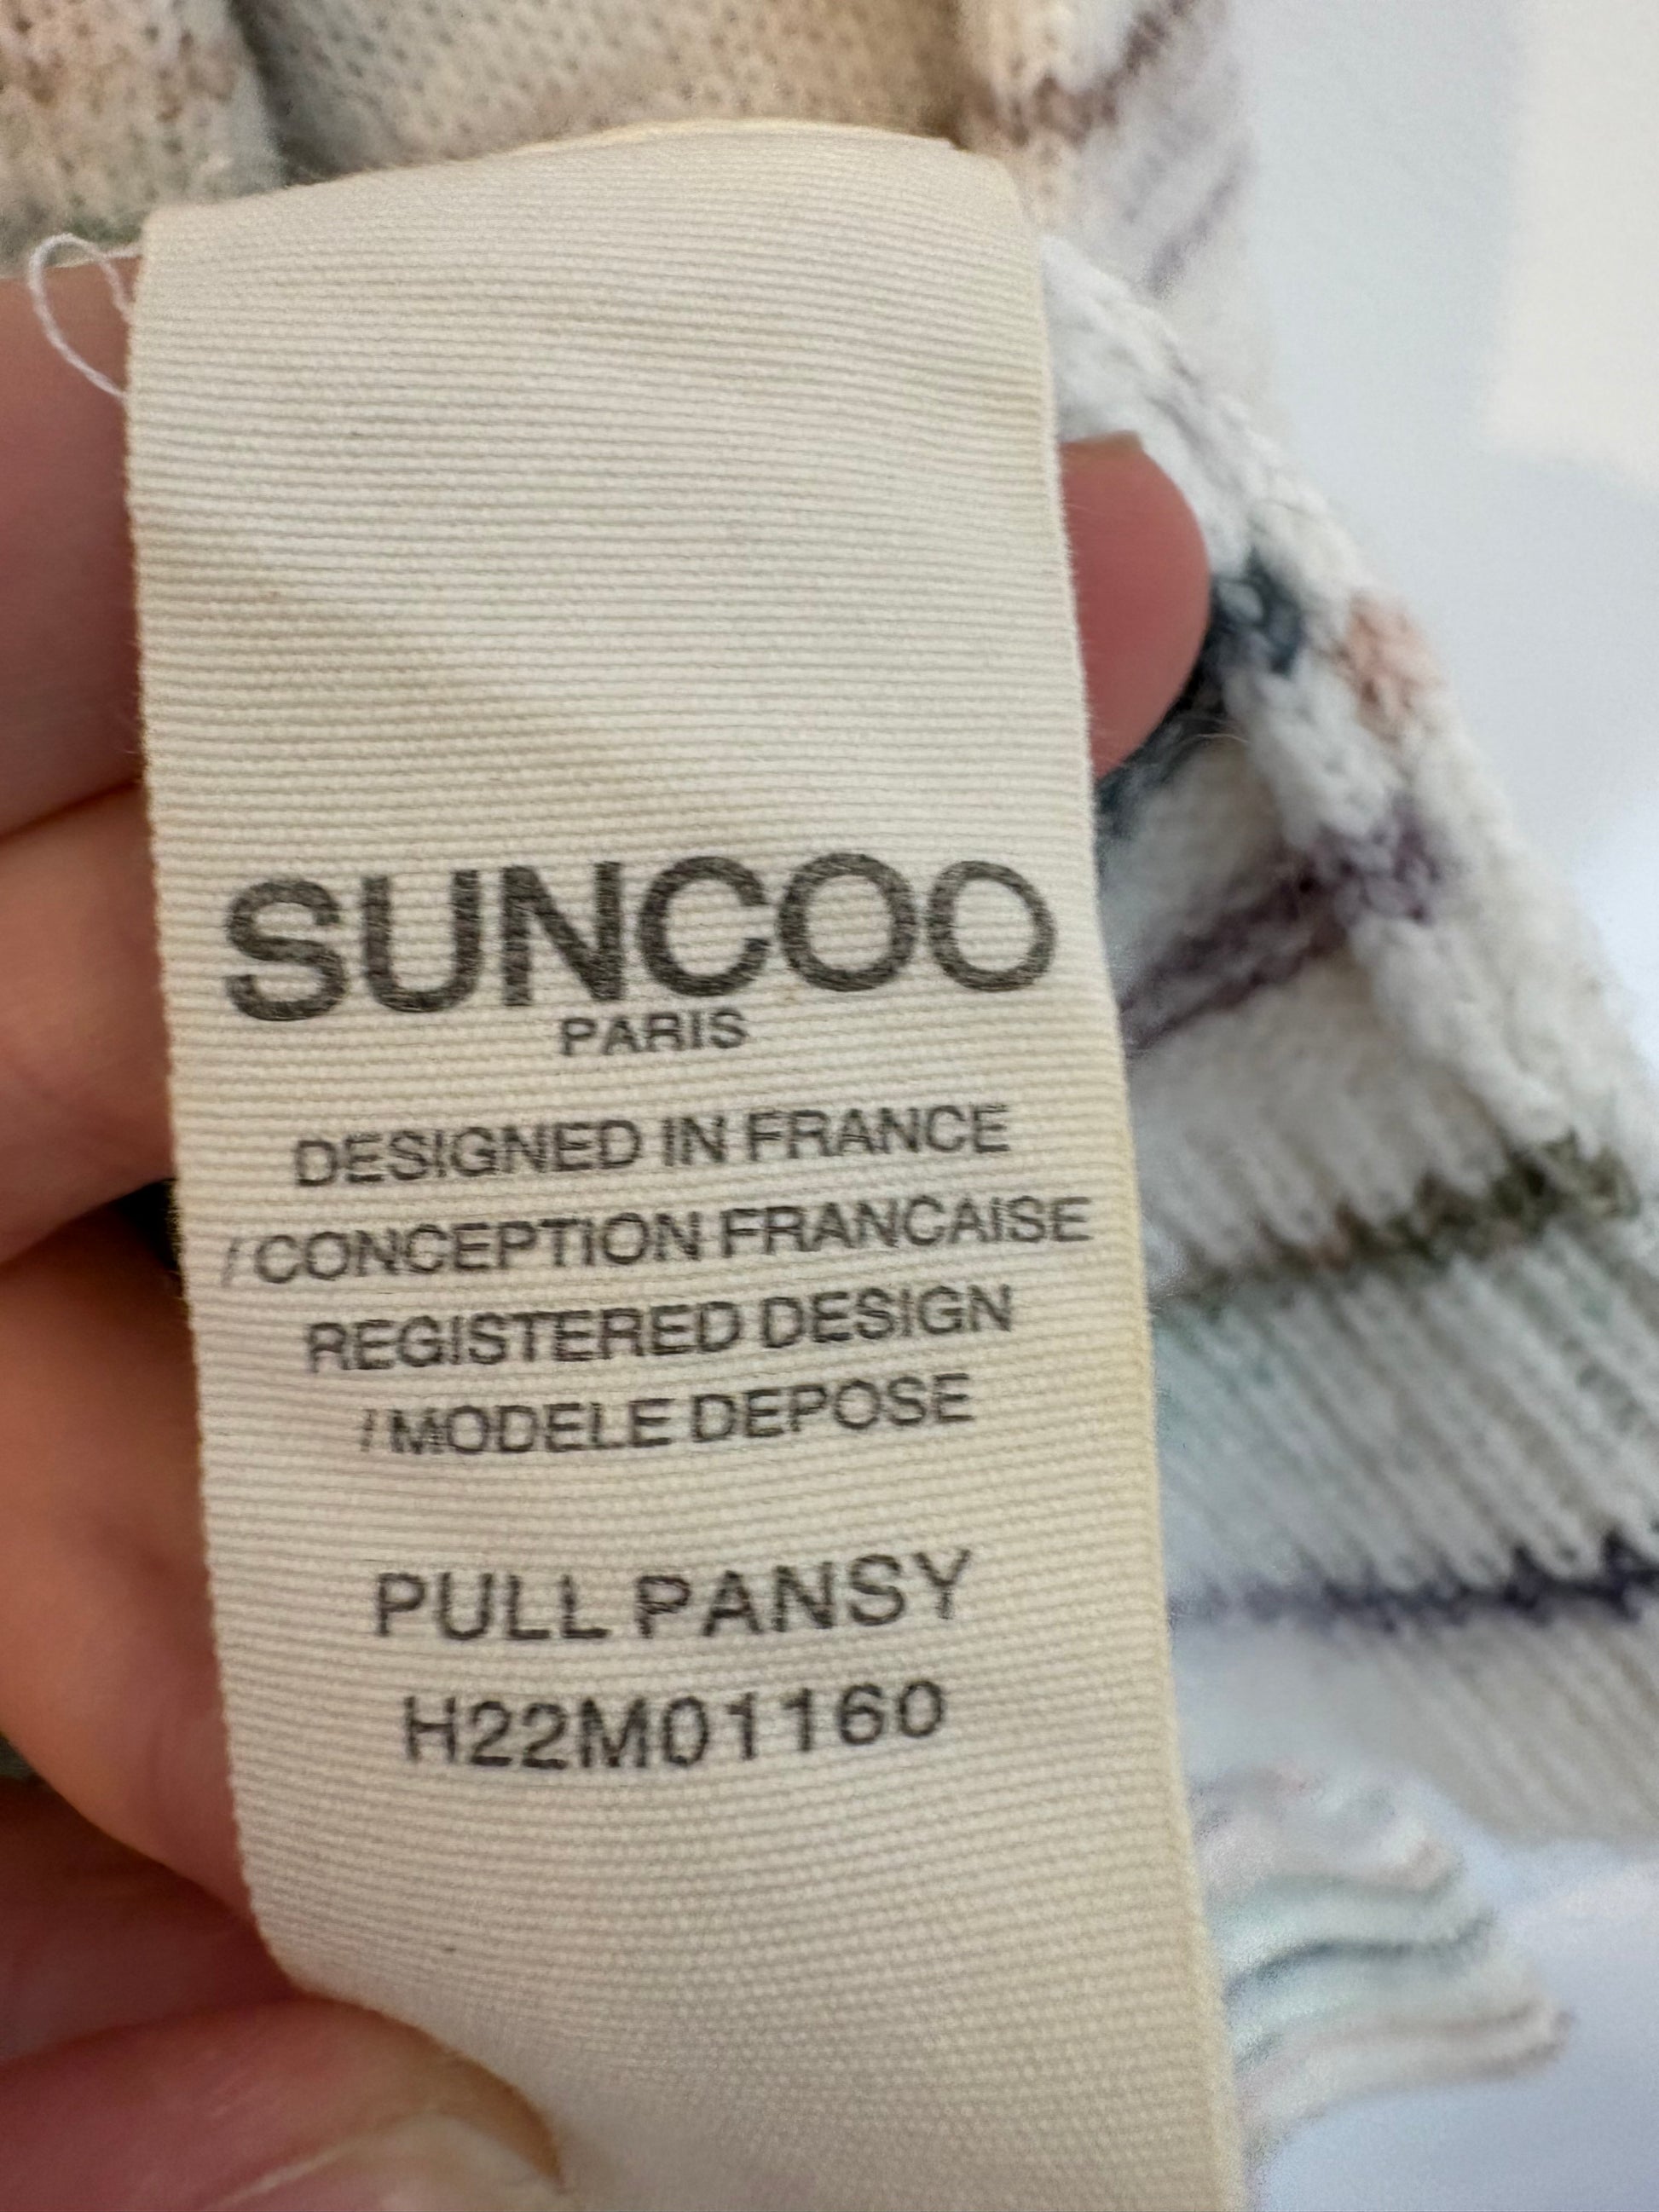 SUNCOO
PARIS
DESIGNED IN FRANCE
/ CONCEPTION FRANCAISE
REGISTERED DESIGN
/ MODELE DEPOSE
PULL PANSY
H22M01160